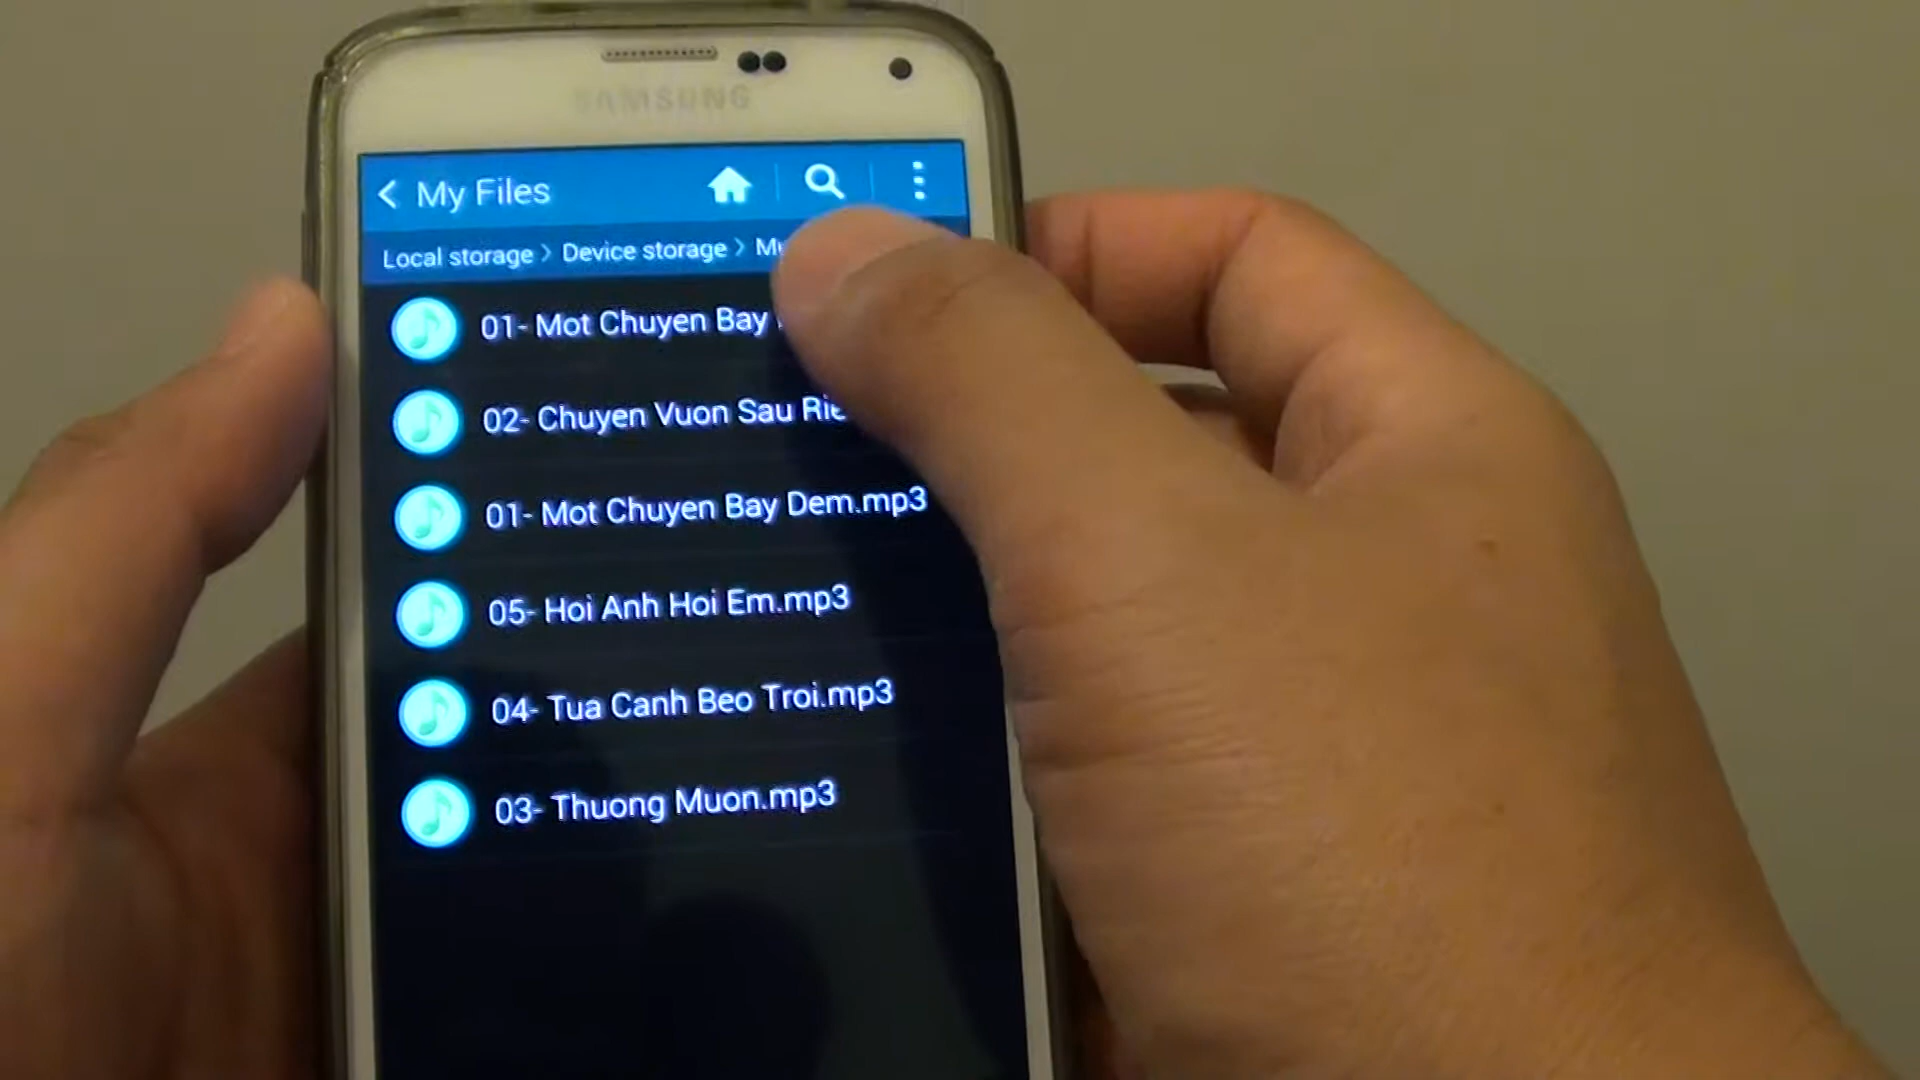 SAMSUNG
My Files
Local storage > Device storage >
01- Mot Chuyen Bay
02- Chuyen Vuon Sau
01- Mot Chuyen Bay Dem.mp3
05- Hoi Anh Hoi Em.mp3
04- Tua Canh Beo Troi.mp3
03- Thuong Muon.mp3